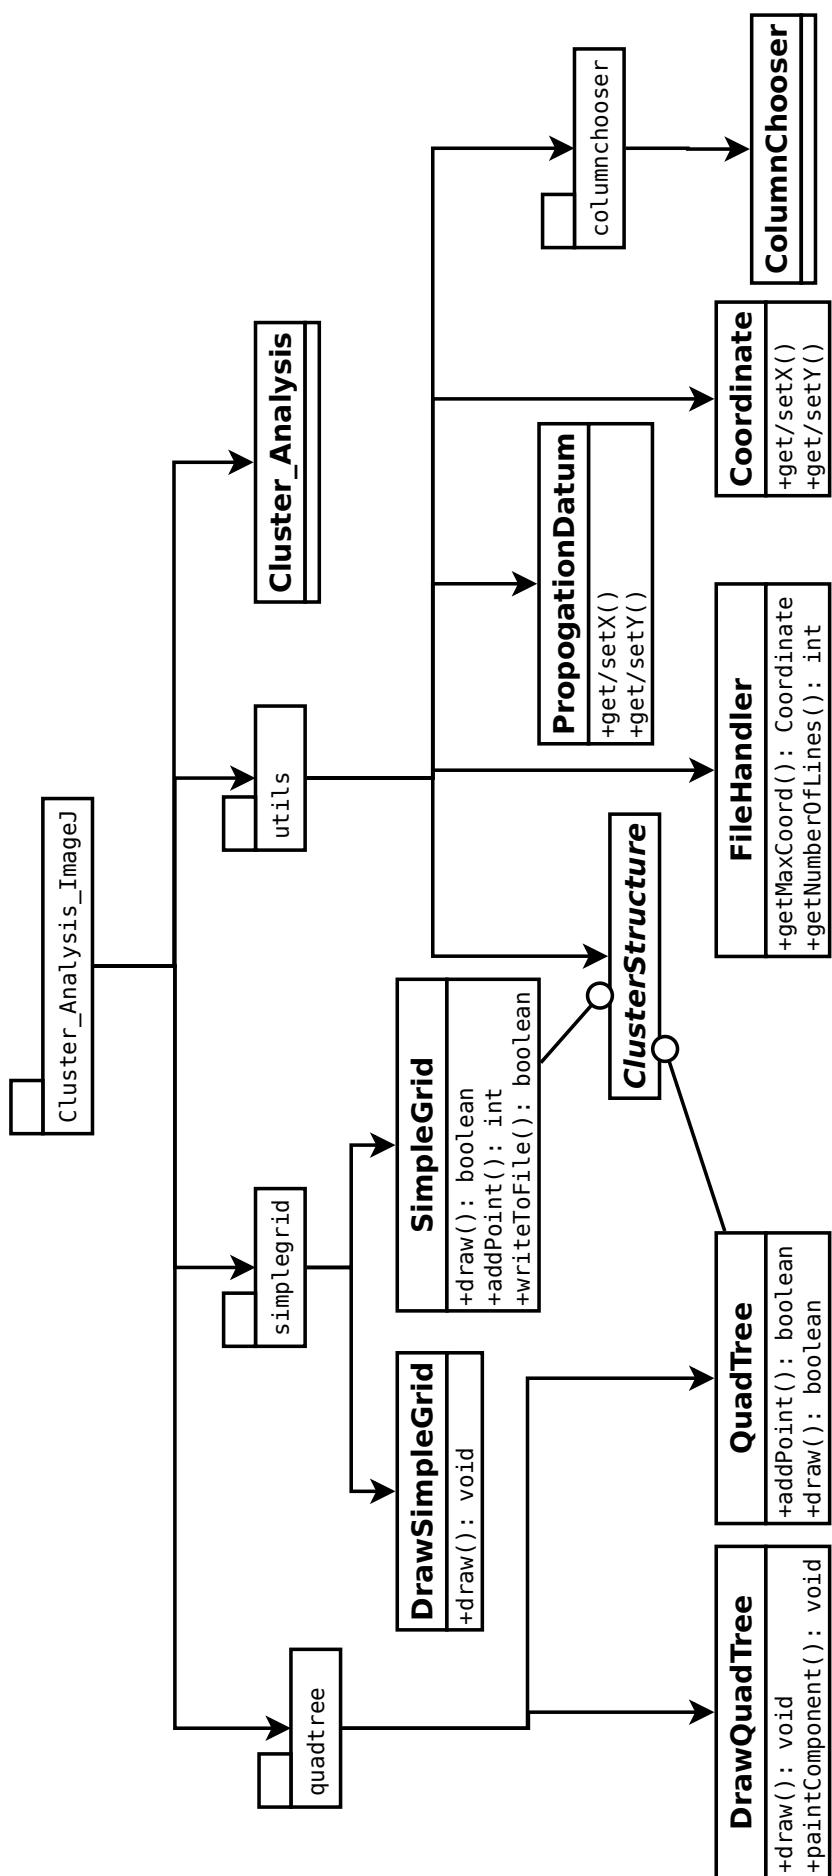 Cluster_Analysis_ImageJ
quadtree
simplegrid
utils
Cluster_Analysis
DrawSimpleGrid
+draw(): void
SimpleGrid
+draw(): boolean
+addPoint(): int
+writeToFile(): boolean
PropogationDatum
+get/setX()
+get/setY()
columnchooser
ClusterStructure
DrawQuadTree
+draw(): void
+paintComponent(): void
QuadTree
+addPoint(): boolean
+draw(): boolean
FileHandler
+getMaxCoord(): Coordinate
+getNumberOfLines(): int
Coordinate
+get/setX()
+get/setY()
ColumnChooser